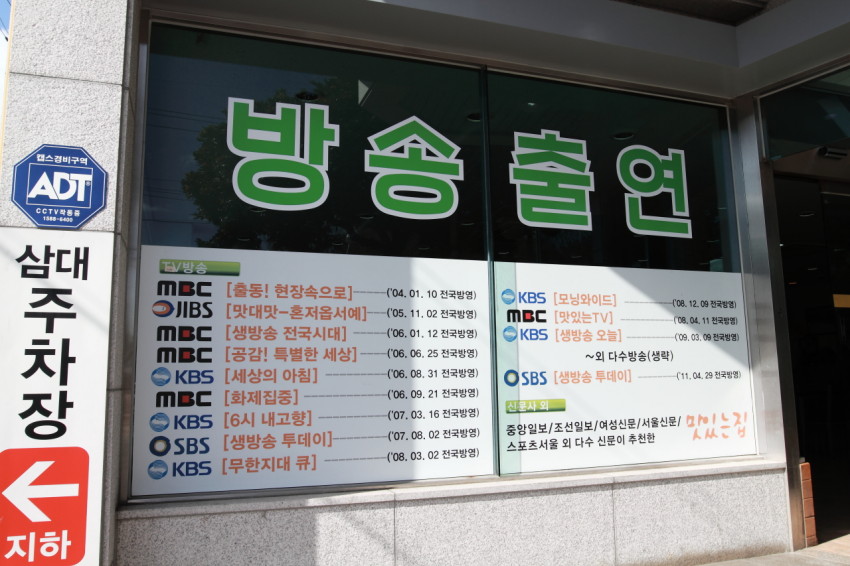 방송출연
캡스경비구역
ADT
CCTV작동중
1588-6400
삼대
주차장
지하
TV방송
MBC [출동! 현장속으로] ('04. 01. 10 전국방영)
JIBS [맛대맛-혼저옵서예] ('05. 11. 02 전국방영)
MBC [생방송 전국시대] ('06. 01. 12 전국방영)
MBC [공감! 특별한 세상] ('06. 06. 25 전국방영)
KBS [세상의 아침] ('06. 08. 31 전국방영)
MBC [화제집중] ('06. 09. 21 전국방영)
KBS [6시 내고향] ('07. 03. 16 전국방영)
SBS [생방송 투데이] ('07. 08. 02 전국방영)
KBS [무한지대 큐] ('08. 03. 02 전국방영)
KBS [모닝와이드] ('08. 12. 09 전국방영)
MBC [맛있는TV] ('08. 04. 11 전국방영)
KBS [생방송 오늘] ('09. 03. 09 전국방영)
~외 다수방송(생략)
SBS [생방송 투데이] ('11. 04. 29 전국방영)
신문사 외
중앙일보/조선일보/여성신문/서울신문/
스포츠서울 외 다수 신문이 추천한 맛있는집